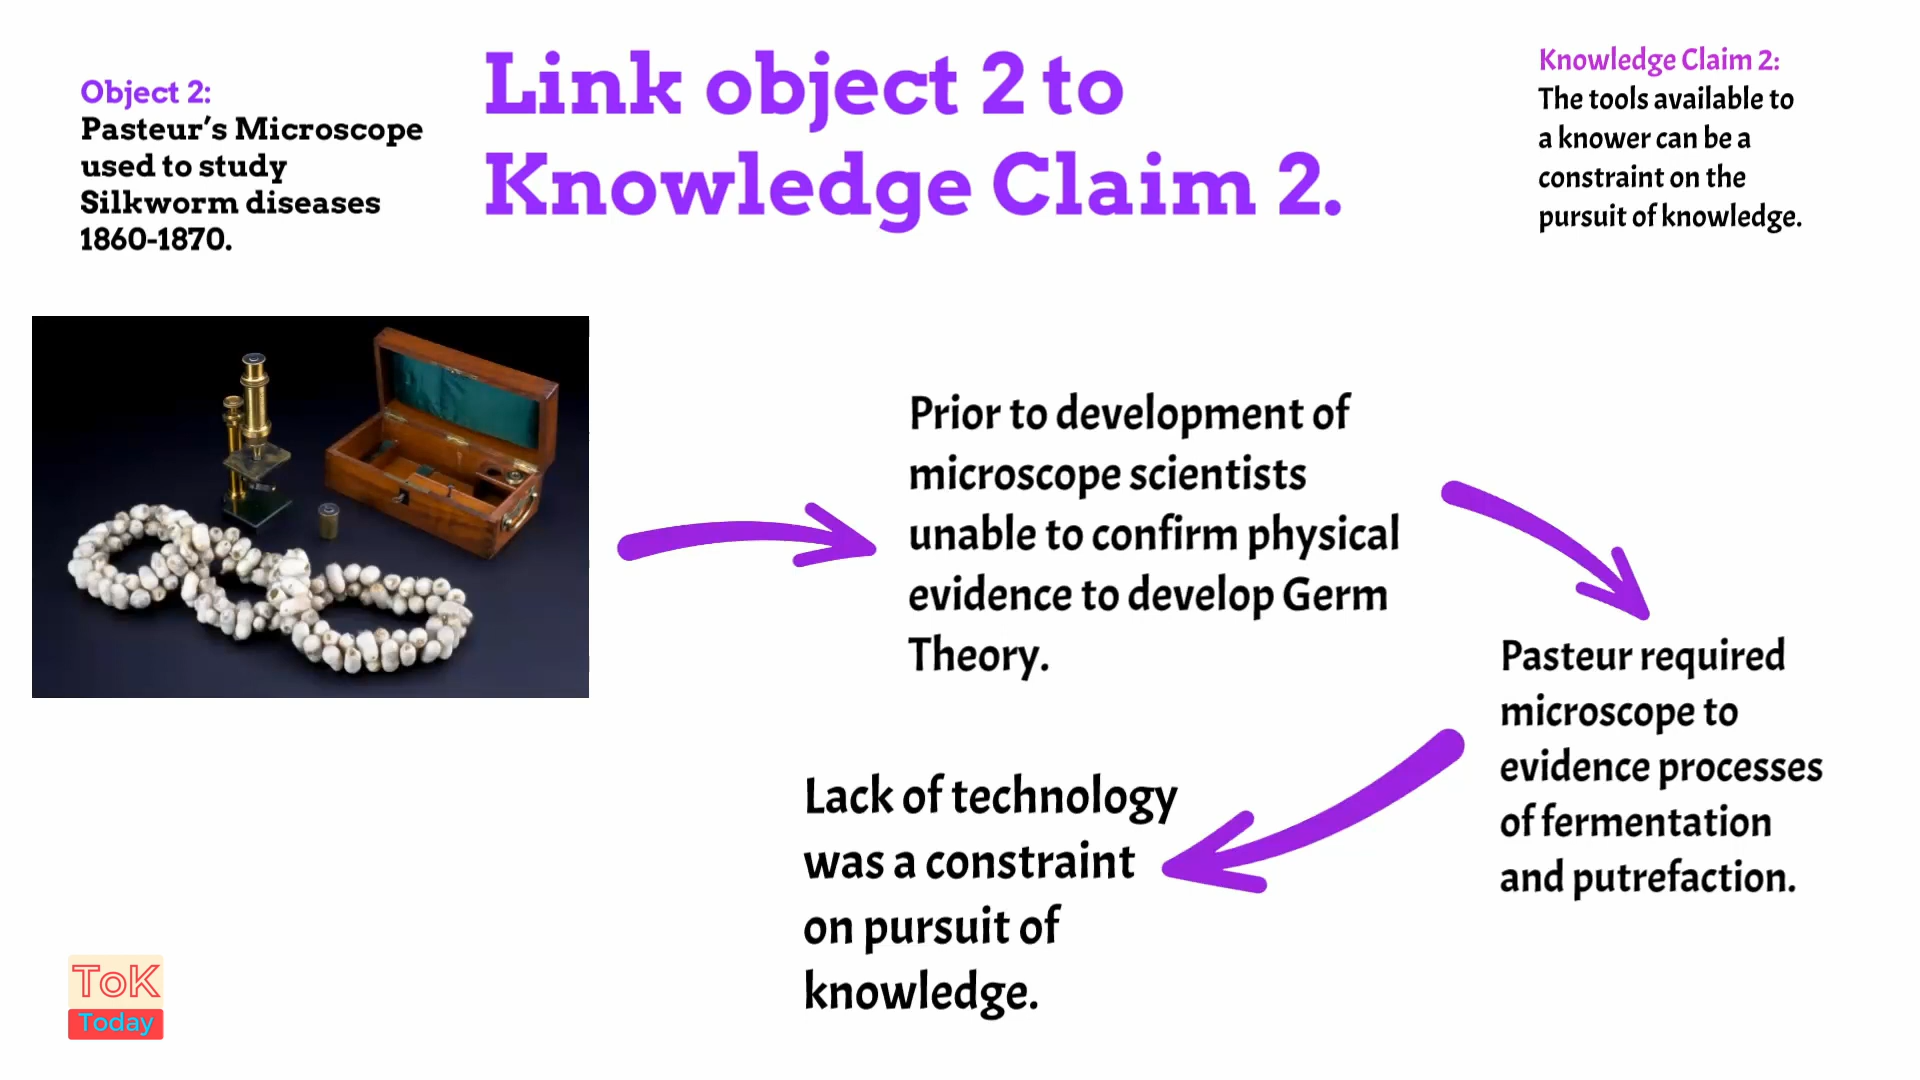 Object 2:
Pasteur’s Microscope
used to study
Silkworm diseases
1860-1870.
Link object 2 to
Knowledge Claim 2.
Knowledge Claim 2:
The tools available to
a knower can be a
constraint on the
pursuit of knowledge.
Prior to development of
microscope scientists
unable to confirm physical
evidence to develop Germ
Theory.
Pasteur required
microscope to
evidence processes
of fermentation
and putrefaction.
Lack of technology
was a constraint
on pursuit of
knowledge.
ToK
Today